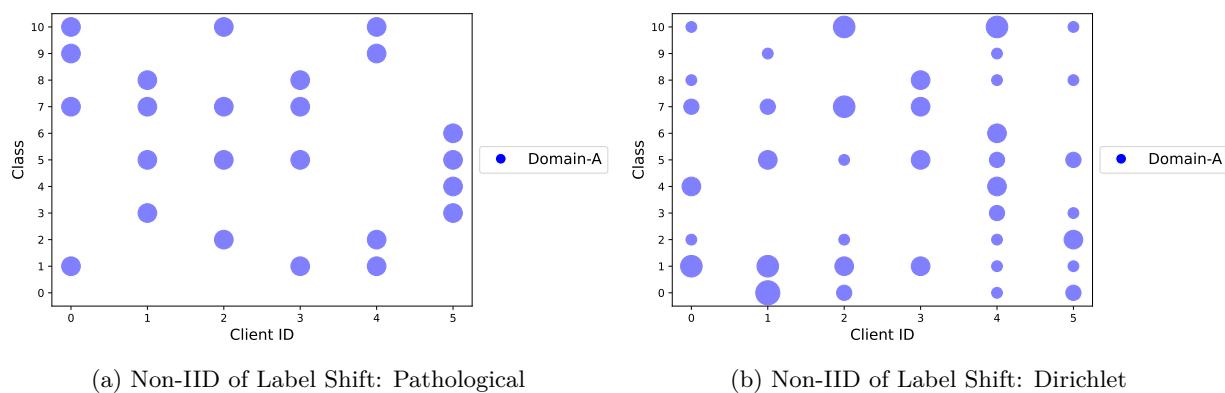 10
9
8
7
6
5
4
3
2
1
0
Class
0 1 2 3 4 5
Client ID
Domain-A
(a) Non-IID of Label Shift: Pathological
10
9
8
7
6
5
4
3
2
1
0
Class
0 1 2 3 4 5
Client ID
Domain-A
(b) Non-IID of Label Shift: Dirichlet